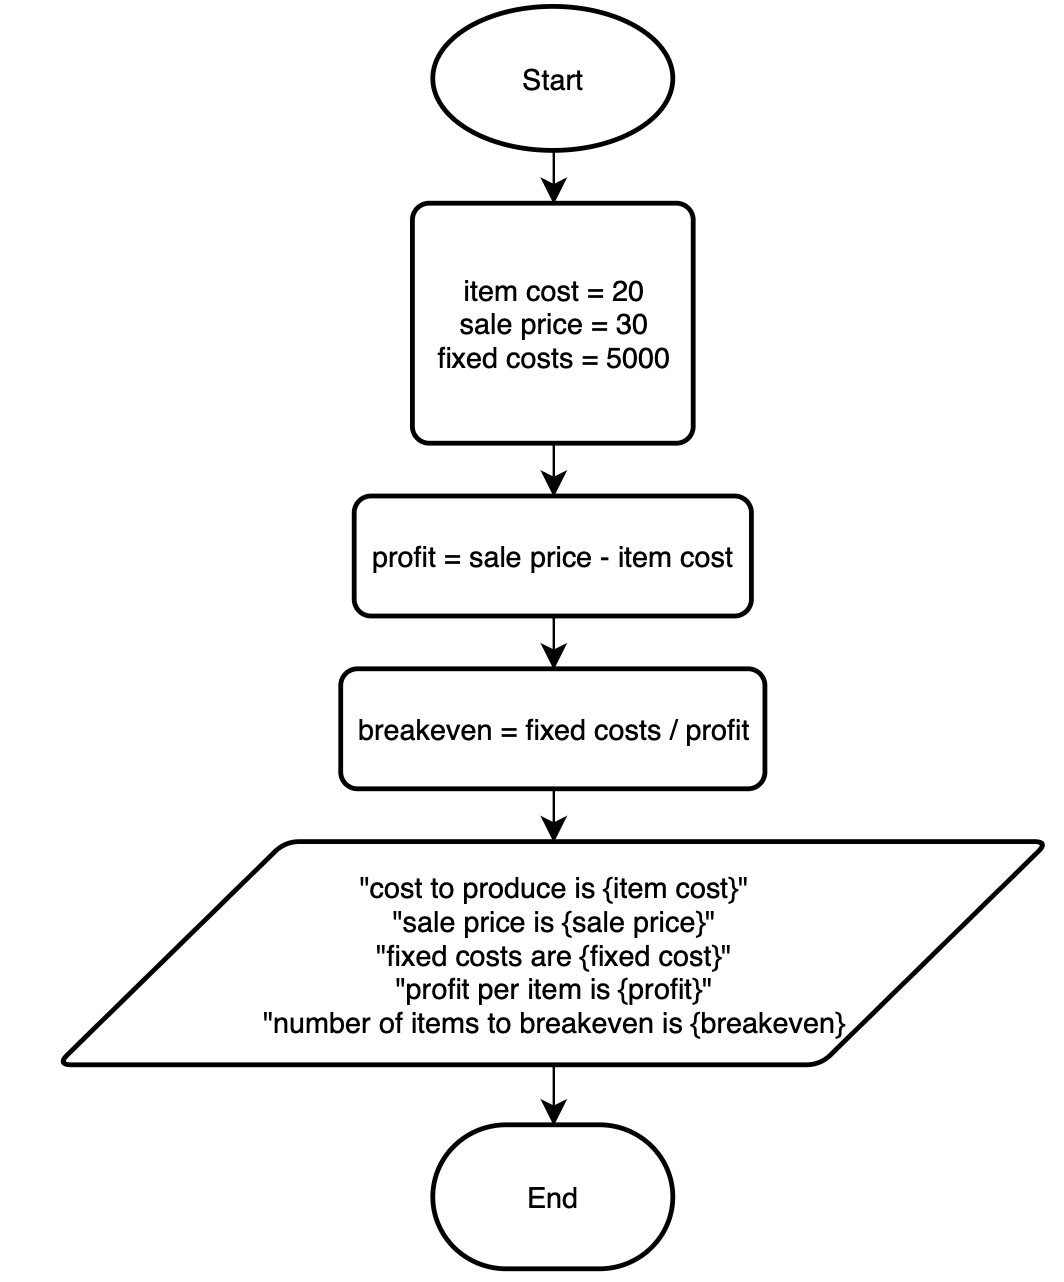 Start
item cost = 20
sale price = 30
fixed costs = 5000
profit = sale price - item cost
breakeven = fixed costs / profit
"cost to produce is {item cost}"
"sale price is {sale price}"
"fixed costs are {fixed cost}"
"profit per item is {profit}"
"number of items to breakeven is {breakeven}
End